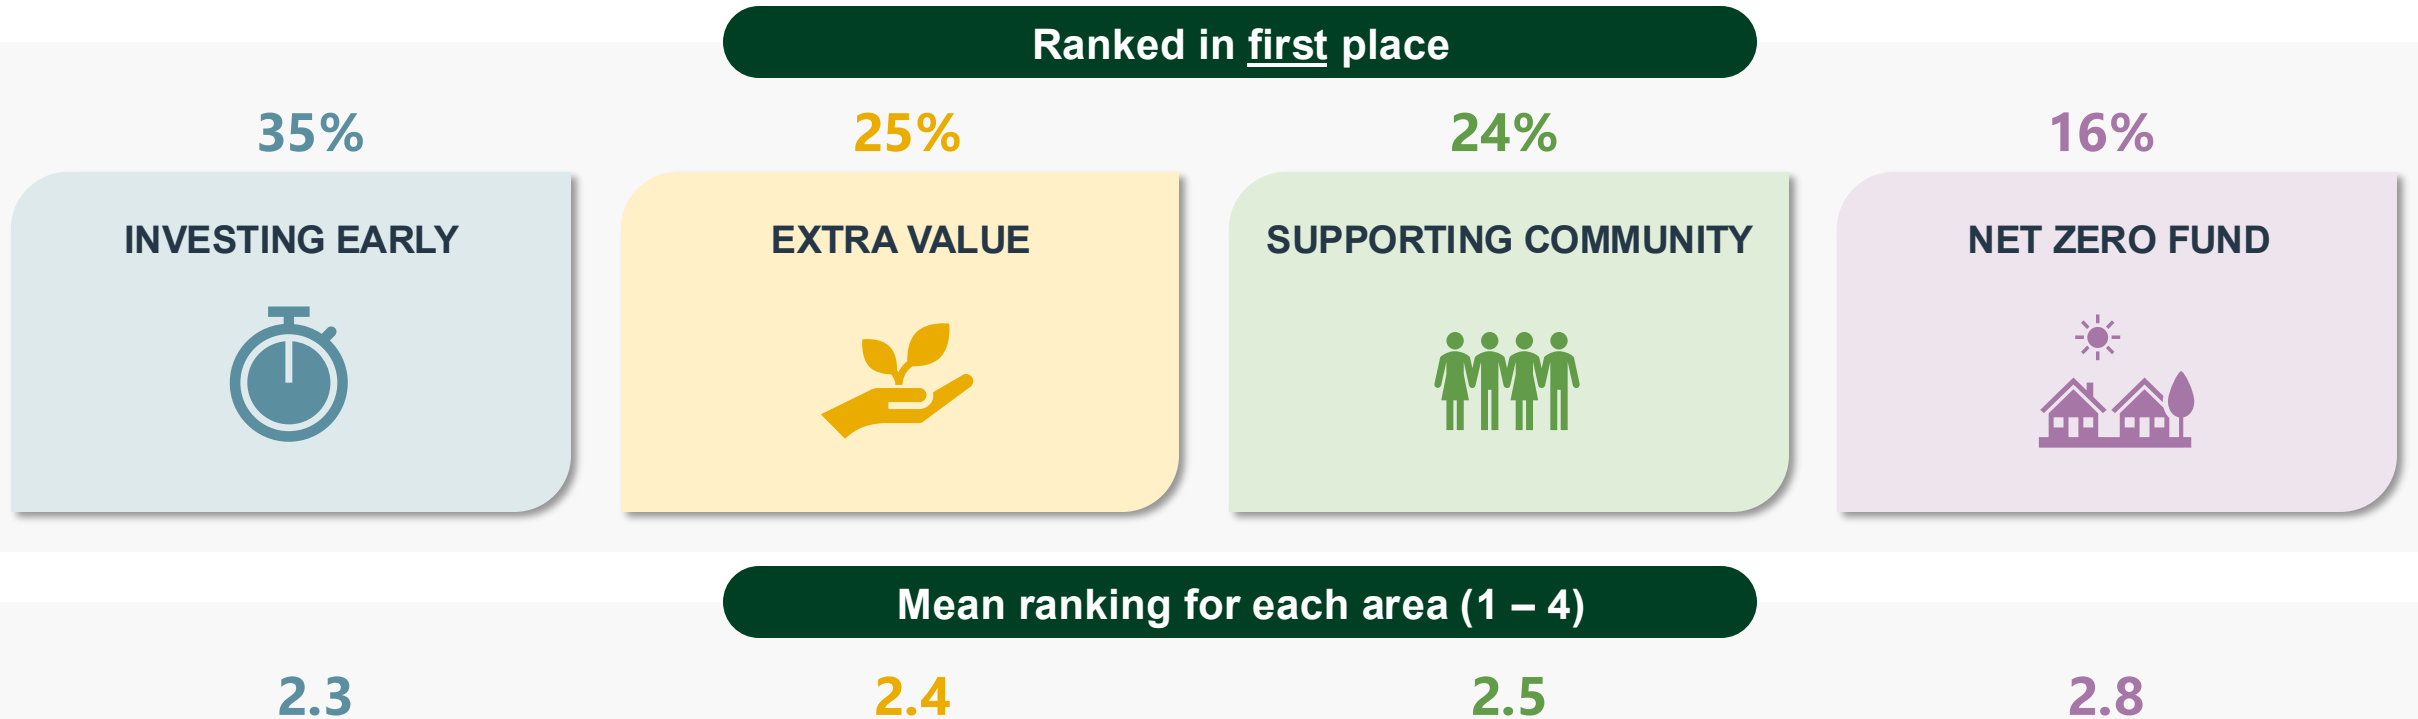 Ranked in first place
35% 25% 24% 16%
INVESTING EARLY EXTRA VALUE SUPPORTING COMMUNITY NET ZERO FUND
Mean ranking for each area (1 – 4)
2.3 2.4 2.5 2.8